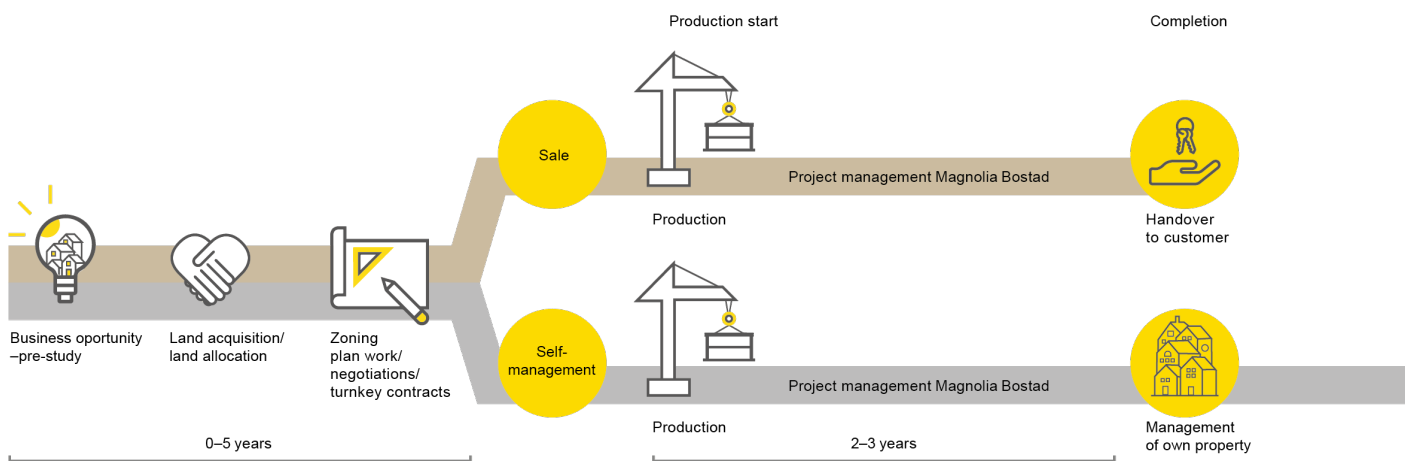 Production start
Completion
Sale
Project management Magnolia Bostad
Production
Handover
to customer
Business oportunity
–pre-study
Land acquisition/
land allocation
Zoning
plan work/
negotiations/
turnkey contracts
Self-
management
Project management Magnolia Bostad
Production
Management
of own property
0–5 years
2–3 years